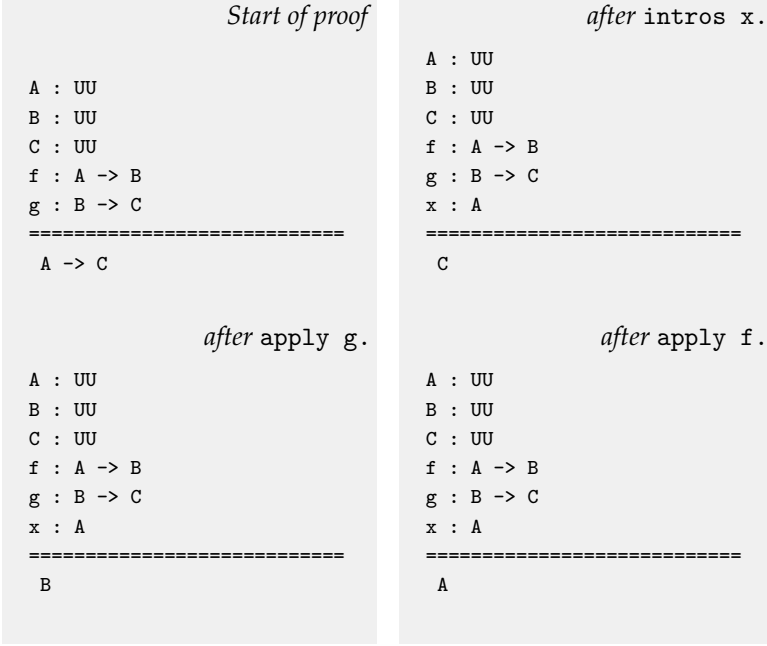 Start of proof
A : UU
B : UU
C : UU
f : A -> B
g : B -> C
============================
A -> C
after intros x.
A : UU
B : UU
C : UU
f : A -> B
g : B -> C
x : A
============================
C
after apply g.
A : UU
B : UU
C : UU
f : A -> B
g : B -> C
x : A
============================
B
after apply f.
A : UU
B : UU
C : UU
f : A -> B
g : B -> C
x : A
============================
A